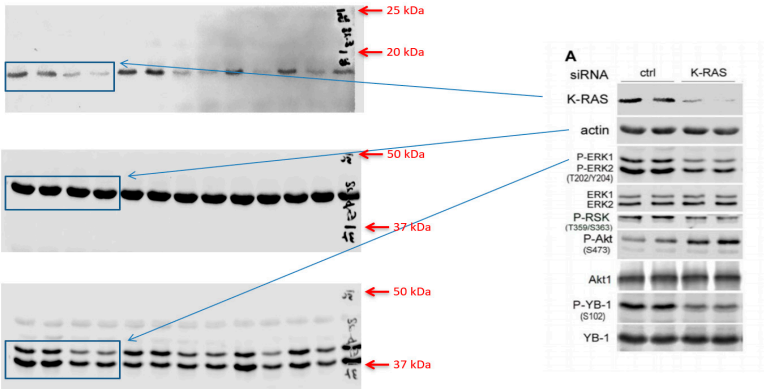 25 kDa
20 kDa
50 kDa
37 kDa
50 kDa
37 kDa
A
siRNA ctrl K-RAS
K-RAS
actin
P-ERK1
P-ERK2
(T202/Y204)
ERK1
ERK2
P-RSK
(T359/S363)
P-Akt
(S473)
Akt1
P-YB-1
(S102)
YB-1